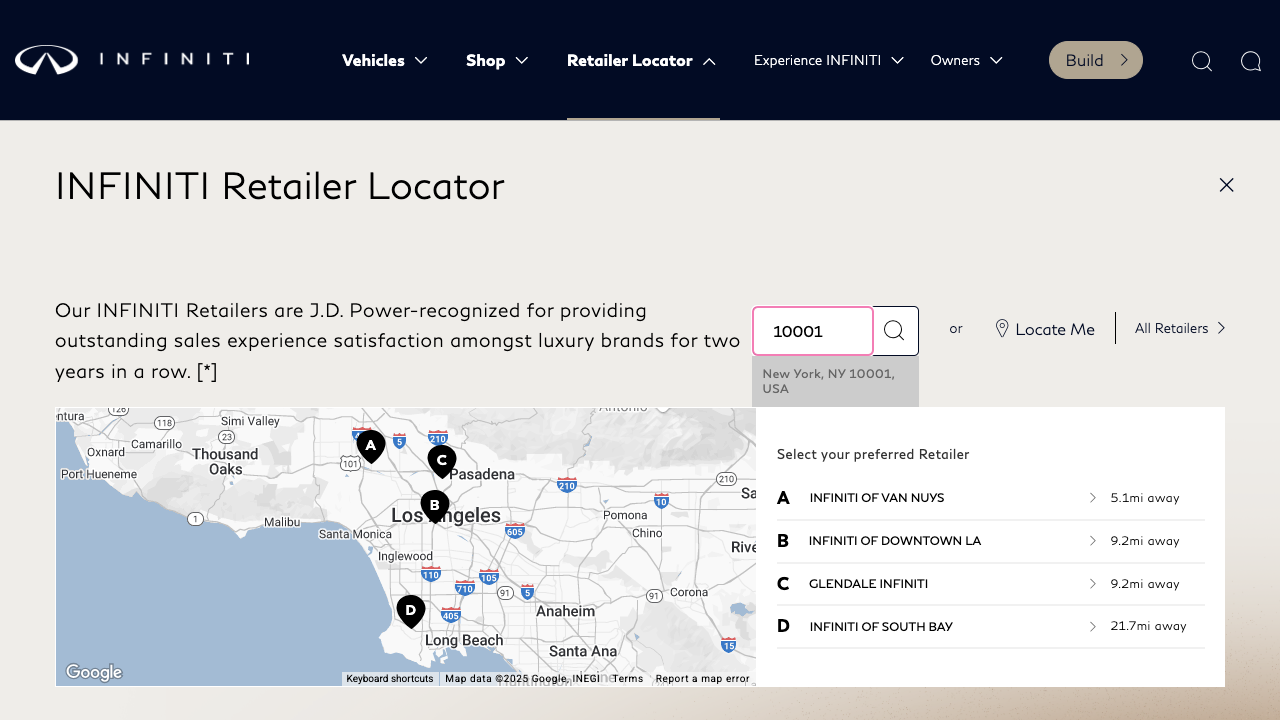 INFINITI
Vehicles
Shop
Retailer Locator
Experience INFINITI
Owners
Build
INFINITI Retailer Locator
Our INFINITI Retailers are J.D. Power-recognized for providing
outstanding sales experience satisfaction amongst luxury brands for two
years in a row. [*]
10001
or
Locate Me
All Retailers
New York, NY 10001,
USA
126
118
Simi Valley
23
Camarillo
Oxnard
Thousand
Oaks
Port Hueneme
101
5
210
A
C
Pasadena
210
210
B
Los Angeles
10
1
Malibu
Santa Monica
605
Pomona
Chino
Inglewood
110
105
710
91
5
91
Corona
D
405
Anaheim
Long Beach
15
Santa Ana
Google
Keyboard shortcuts
Map data ©2025 Google, INEGI
Terms
Report a map error
Select your preferred Retailer
A INFINITI OF VAN NUYS 5.1mi away
B INFINITI OF DOWNTOWN LA 9.2mi away
C GLENDALE INFINITI 9.2mi away
D INFINITI OF SOUTH BAY 21.7mi away